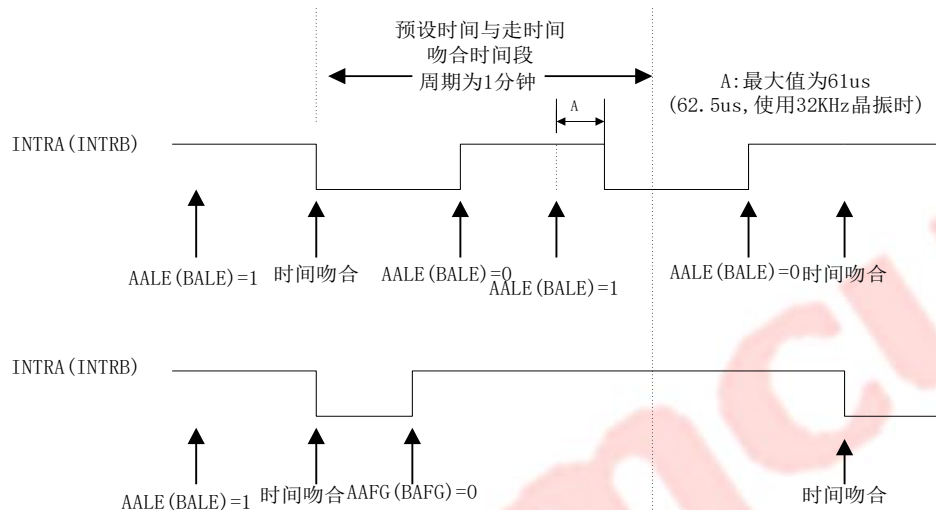 预设时间与走时间
吻合时间段
周期为1分钟
A:最大值为61us
(62.5us,使用32KHz晶振时)
A
INTRA(INTRB)
AALE(BALE)=1
时间吻合
AALE(BALE)=0
AALE(BALE)=1
AALE(BALE)=0
时间吻合
INTRA(INTRB)
AALE(BALE)=1
时间吻合
AAFG(BAFG)=0
时间吻合
mcu